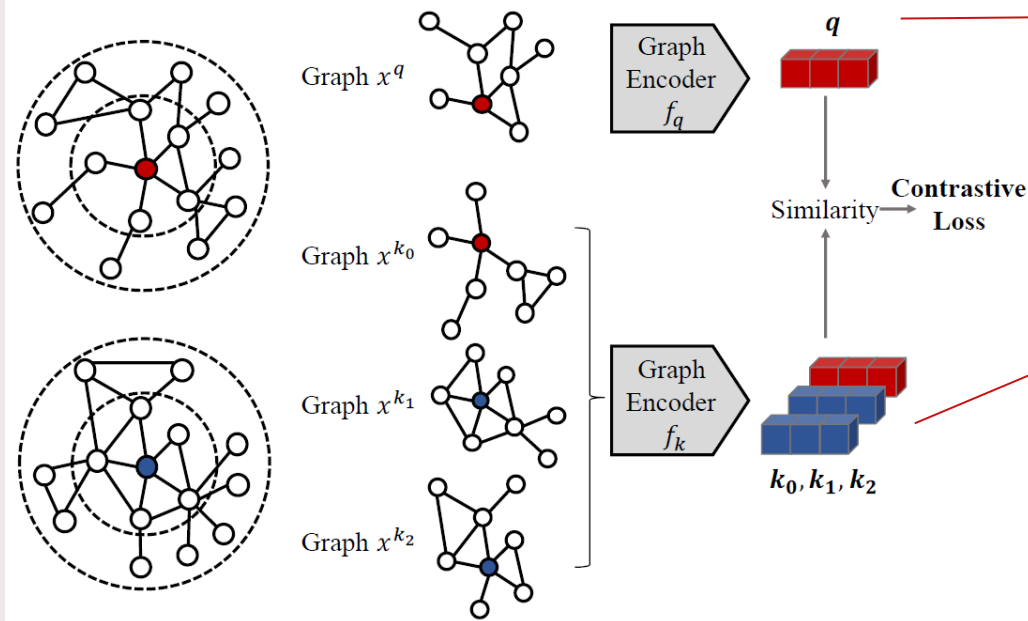 Graph x^q
Graph
Encoder
f_q
q
Similarity
Contrastive
Loss
Graph x^{k_0}
Graph x^{k_1}
Graph x^{k_2}
Graph
Encoder
f_k
k_0, k_1, k_2